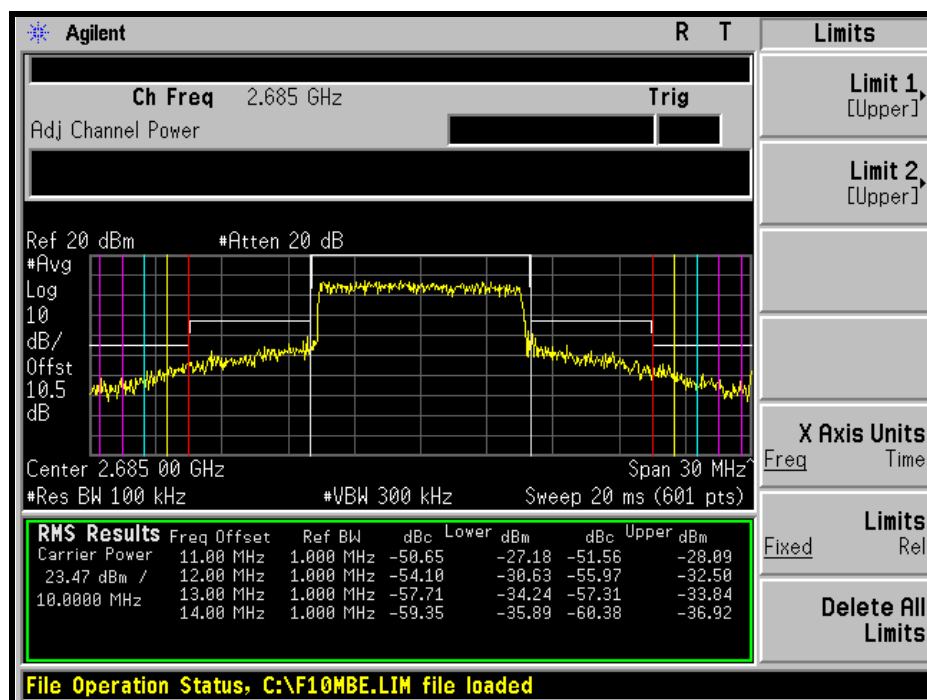 Agilent R T Limits
Ch Freq 2.685 GHz Trig
Adj Channel Power
Limit 1
[Upper]
Limit 2
[Upper]
Ref 20 dBm #Atten 20 dB
#Avg
Log
10
dB/
Offst
10.5
dB
Center 2.685 00 GHz Span 30 MHz^
#Res BW 100 kHz #VBW 300 kHz Sweep 20 ms (601 pts)
X Axis Units
Freq Time
Limits
Fixed Rel
Delete All
Limits
RMS Results Freq Offset Ref BW dBc Lower dBm dBc Upper dBm
Carrier Power 11.00 MHz 1.000 MHz -50.65 -27.18 -51.56 -28.09
23.47 dBm / 12.00 MHz 1.000 MHz -54.10 -30.63 -55.97 -32.50
10.0000 MHz 13.00 MHz 1.000 MHz -57.71 -34.24 -57.31 -33.84
14.00 MHz 1.000 MHz -59.35 -35.89 -60.38 -36.92
File Operation Status, C:\F10MBE.LIM file loaded